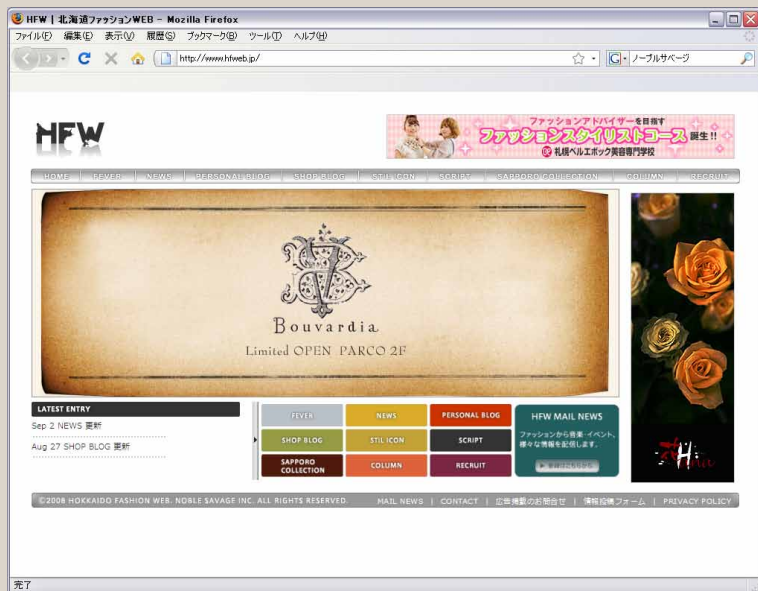 HFW | 北海道ファッションWEB - Mozilla Firefox
ファイル(F) 編集(E) 表示(V) 履歴(S) ブックマーク(B) ツール(T) ヘルプ(H)
http://www.hfweb.jp/
ノーブルサベージ
HFW
ファッションアドバイザーを目指す
ファッションスタイリストコース 誕生!!
札幌ベルエポック美容専門学校
HOME | FEVER | NEWS | PERSONAL BLOG | SHOP BLOG | STIL ICON | SCRIPT | SAPPORO COLLECTION | COLUMN | RECRUIT
Bouvardia
Limited OPEN PARCO 2F
LATEST ENTRY
Sep 2 NEWS 更新
Aug 27 SHOP BLOG 更新
FEVER NEWS PERSONAL BLOG
SHOP BLOG STIL ICON SCRIPT
SAPPORO COLLECTION COLUMN RECRUIT
HFW MAIL NEWS
ファッションから音楽・イベント、
様々な情報を配信します。
登録はこちらから
©2008 HOKKAIDO FASHION WEB. NOBLE SAVAGE INC. ALL RIGHTS RESERVED.
MAIL NEWS | CONTACT | 広告掲載のお問合せ | 情報投稿フォーム | PRIVACY POLICY
完了